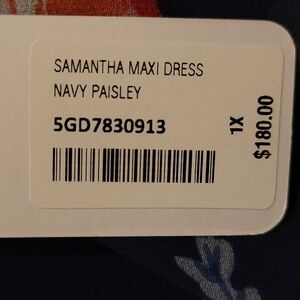 SAMANTHA MAXI DRESS
NAVY PAISLEY
5GD7830913
1X
$180.00